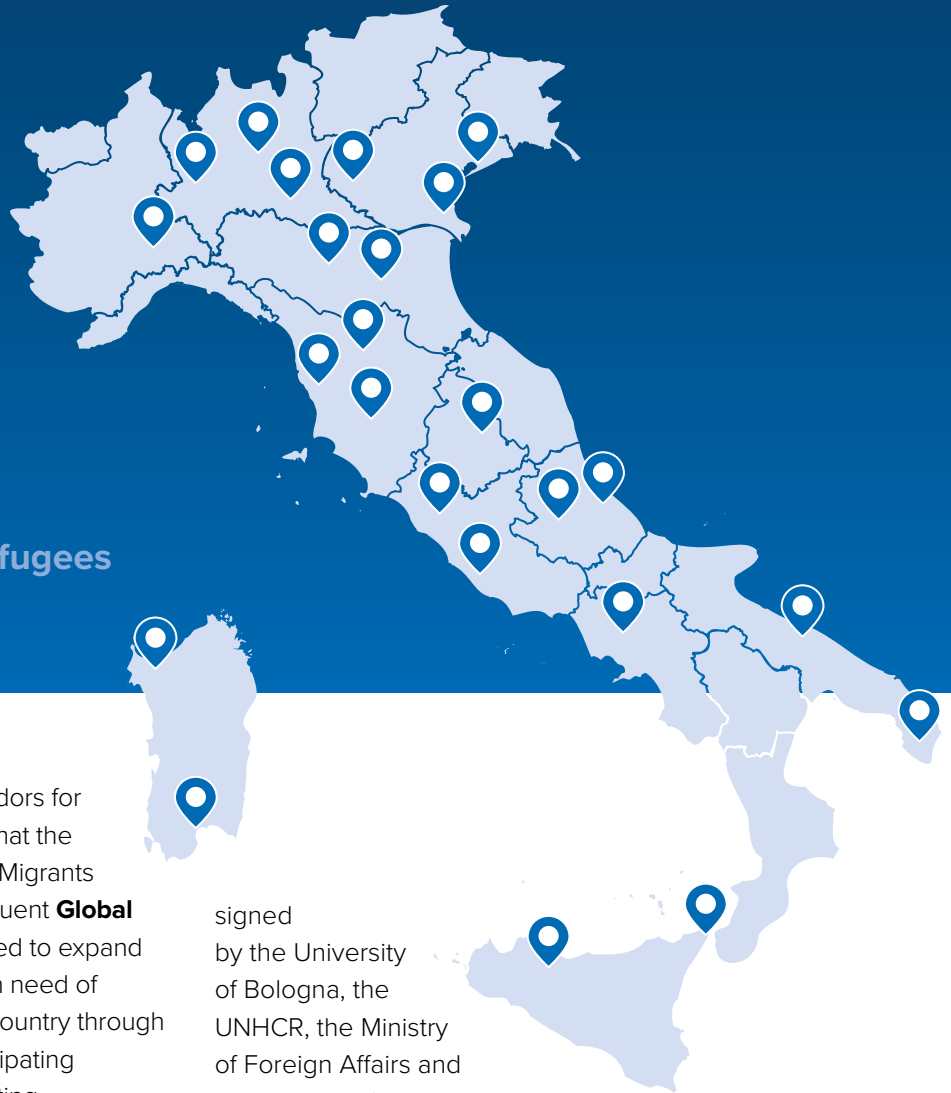 fugees
dors for
hat the
Migrants
quent Global
ed to expand
n need of
ountry through
ipating
signed
by the University
of Bologna, the
UNHCR, the Ministry
of Foreign Affairs and